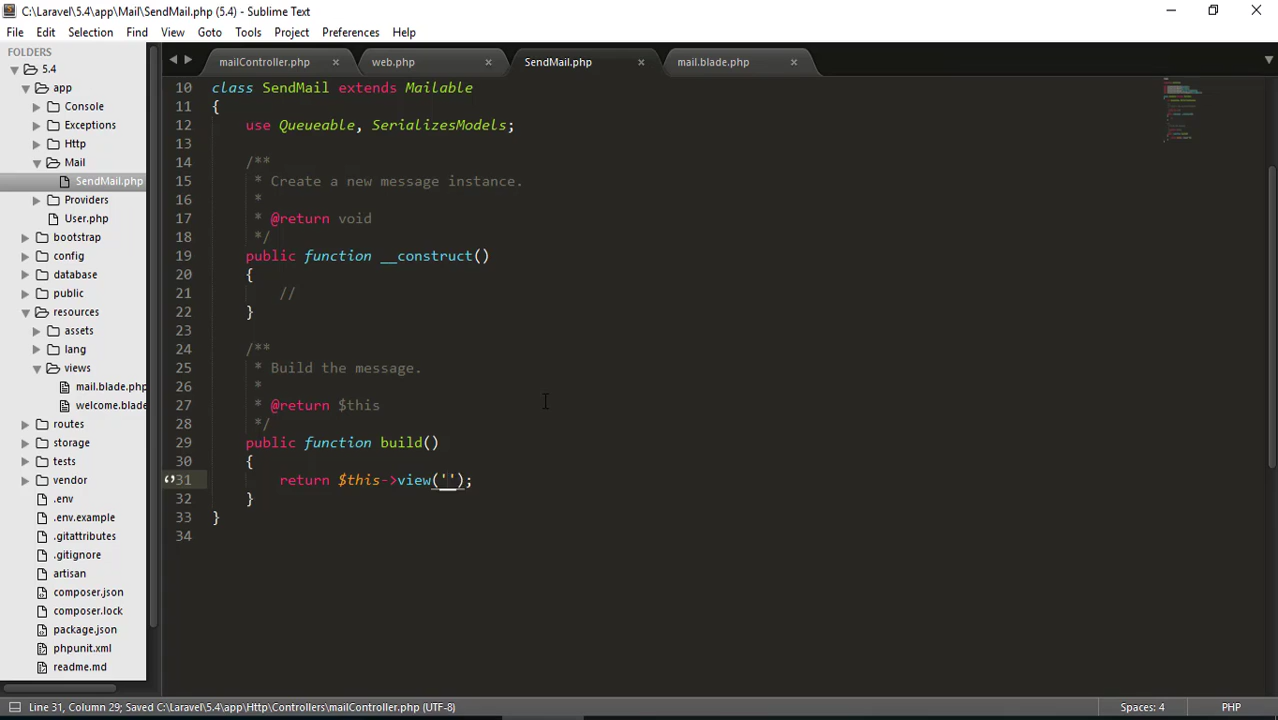 C:\Laravel\5.4\app\Mail\SendMail.php (5.4) - Sublime Text
File Edit Selection Find View Goto Tools Project Preferences Help
FOLDERS
5.4
app
Console
Exceptions
Http
Mail
SendMail.php
Providers
User.php
bootstrap
config
database
public
resources
assets
lang
views
mail.blade.php
welcome.blade
routes
storage
tests
vendor
.env
.env.example
.gitattributes
.gitignore
artisan
composer.json
composer.lock
package.json
phpunit.xml
readme.md
mailController.php web.php SendMail.php mail.blade.php
10 class SendMail extends Mailable
11 {
12 use Queueable, SerializesModels;
13
14 /**
15 * Create a new message instance.
16 *
17 * @return void
18 */
19 public function __construct()
20 {
21 //
22 }
23
24 /**
25 * Build the message.
26 *
27 * @return $this
28 */
29 public function build()
30 {
31 return $this->view('');
32 }
33 }
34
Line 31, Column 29; Saved C:\Laravel\5.4\app\Http\Controllers\mailController.php (UTF-8) Spaces: 4 PHP